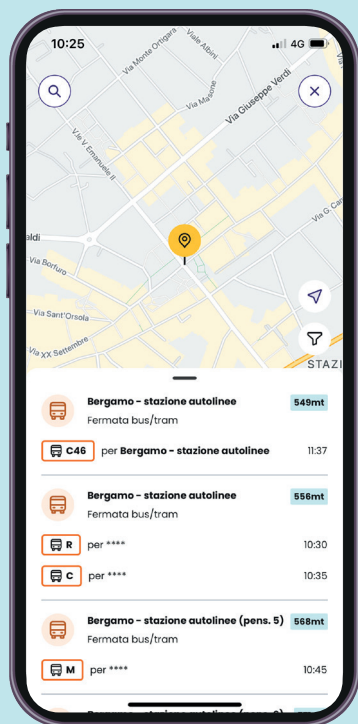 10:25
4G
Via Monte Ortigara
Viale Albini
Via Masone
Via Giuseppe Verdi
V.le V. Emanuele II
Via G. Ca
aldi
Via Borfuro
Via Sant'Orsola
Via XX Settembre
STAZI
Bergamo - stazione autolinee 549mt
Fermata bus/tram
C46 per Bergamo - stazione autolinee 11:37
Bergamo - stazione autolinee 556mt
Fermata bus/tram
R per **** 10:30
C per **** 10:35
Bergamo - stazione autolinee (pens. 5) 568mt
Fermata bus/tram
M per **** 10:45